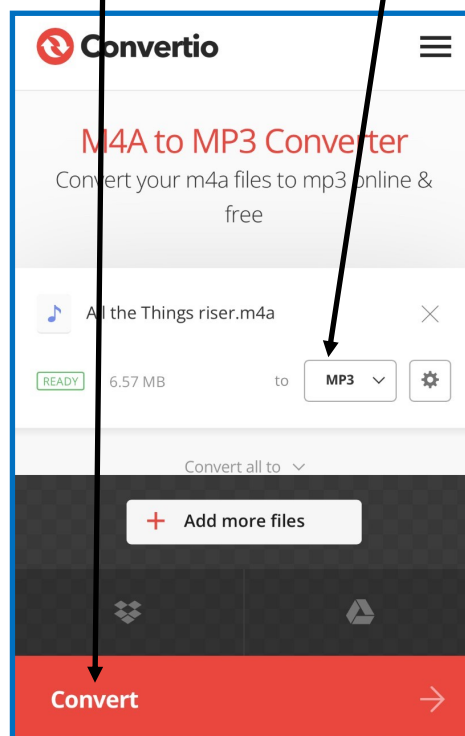 Convertio
M4A to MP3 Converter
Convert your m4a files to mp3 online &
free
All the Things riser.m4a
READY 6.57 MB to MP3
Convert all to
+ Add more files
Convert